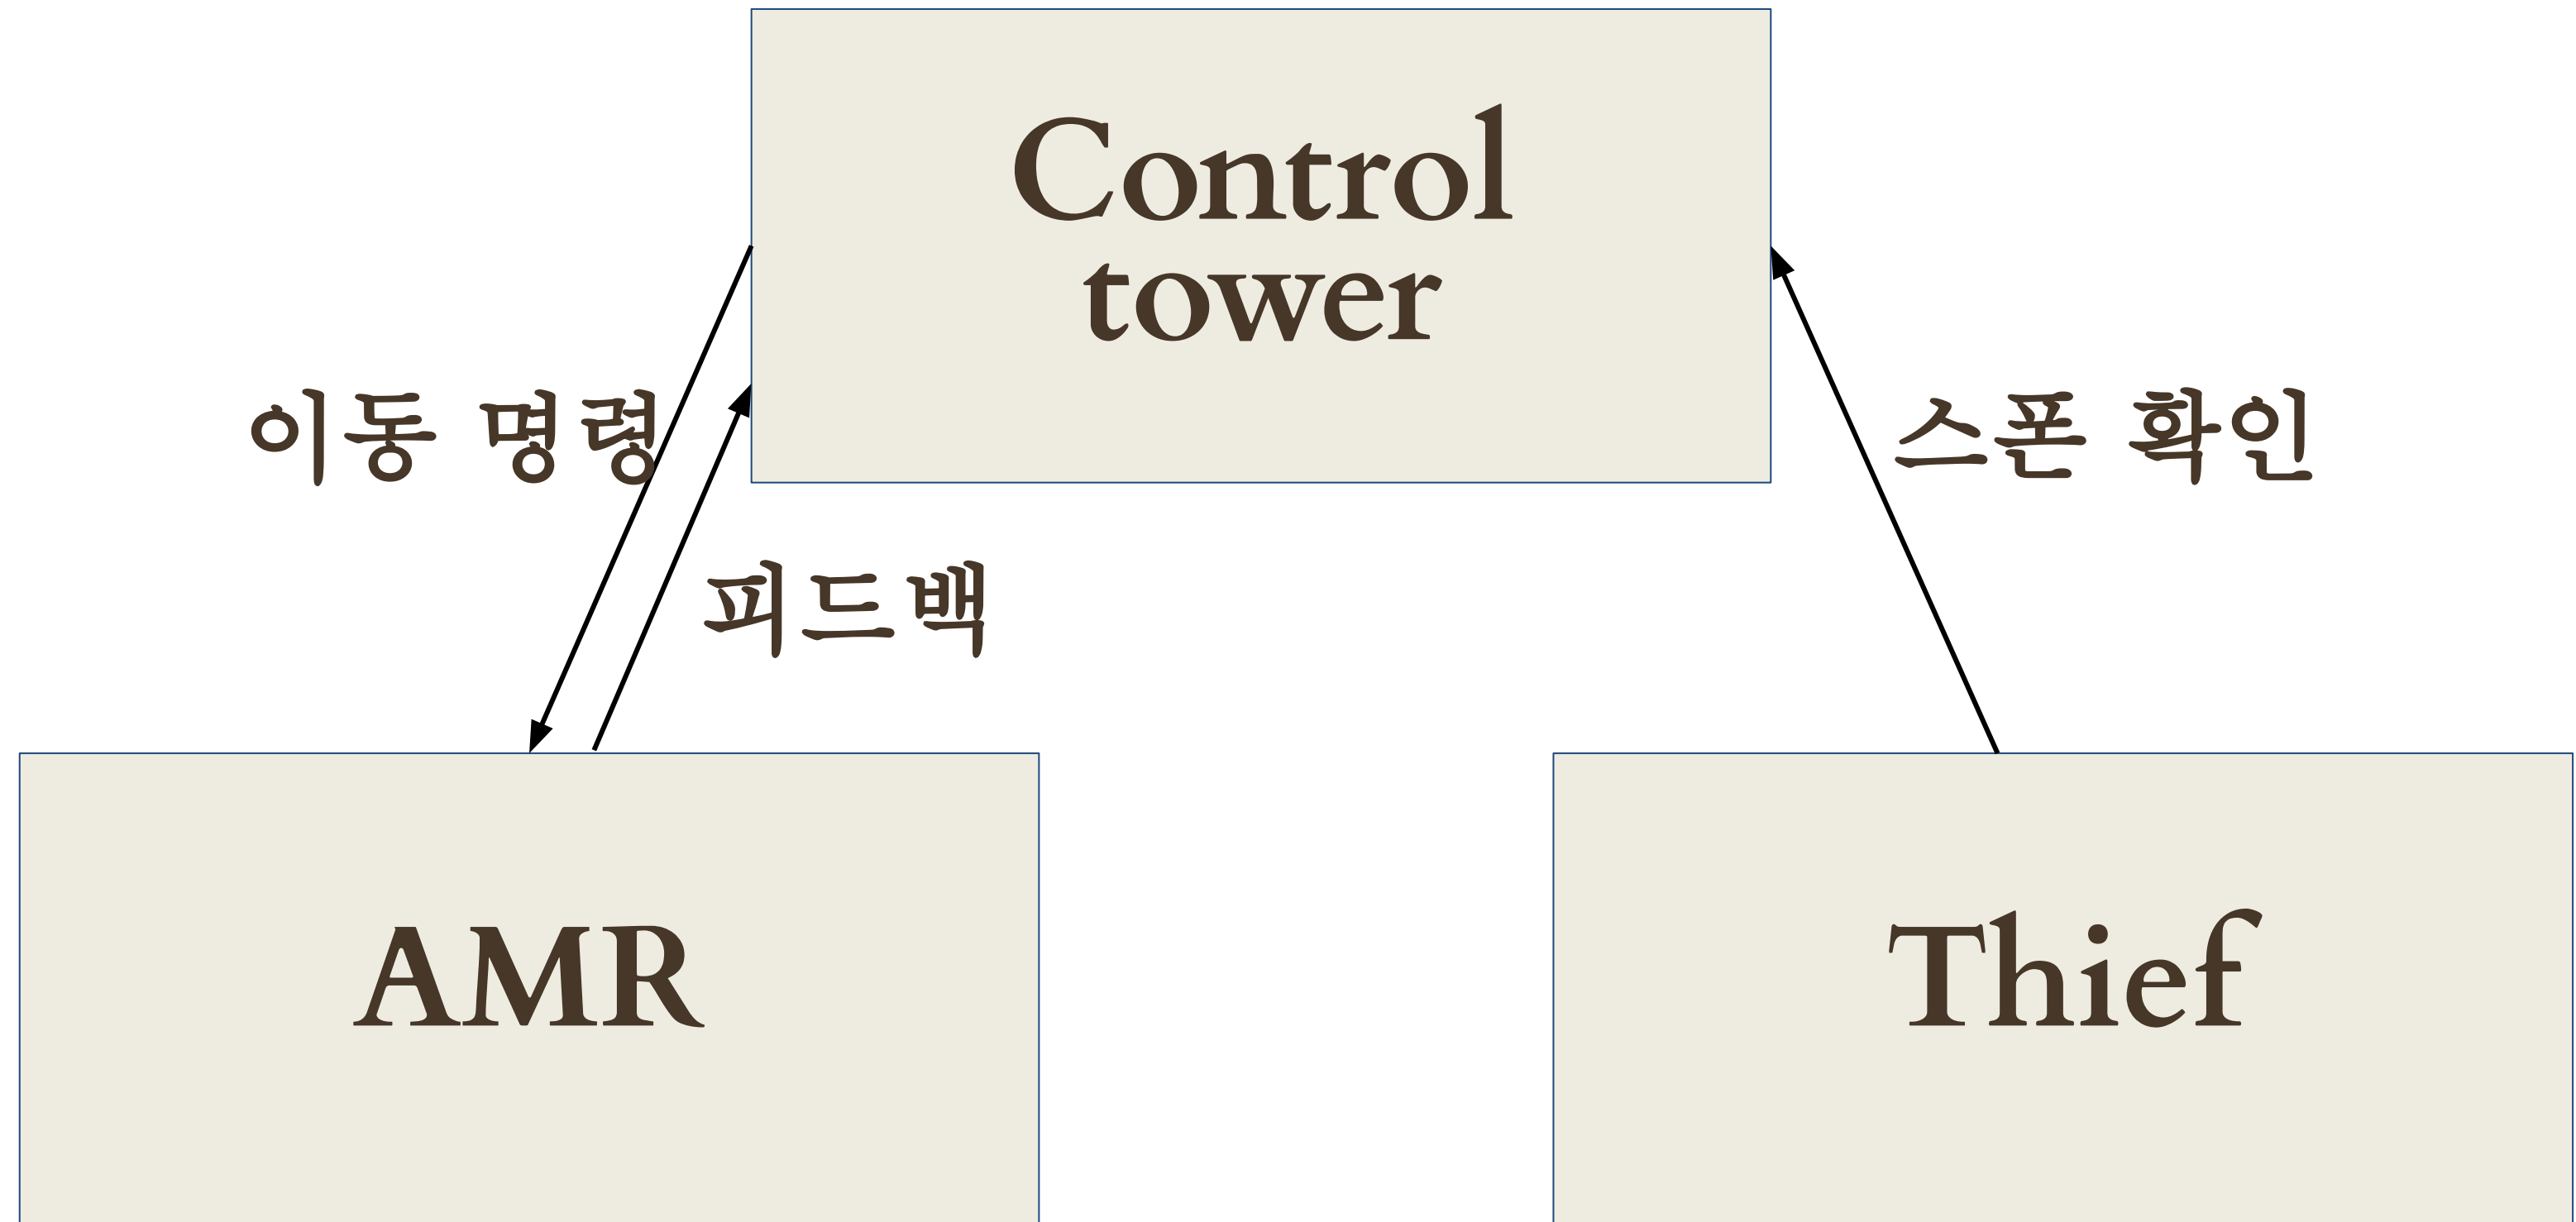 Control
tower
이동 명령
스폰 확인
피드백
AMR
Thief